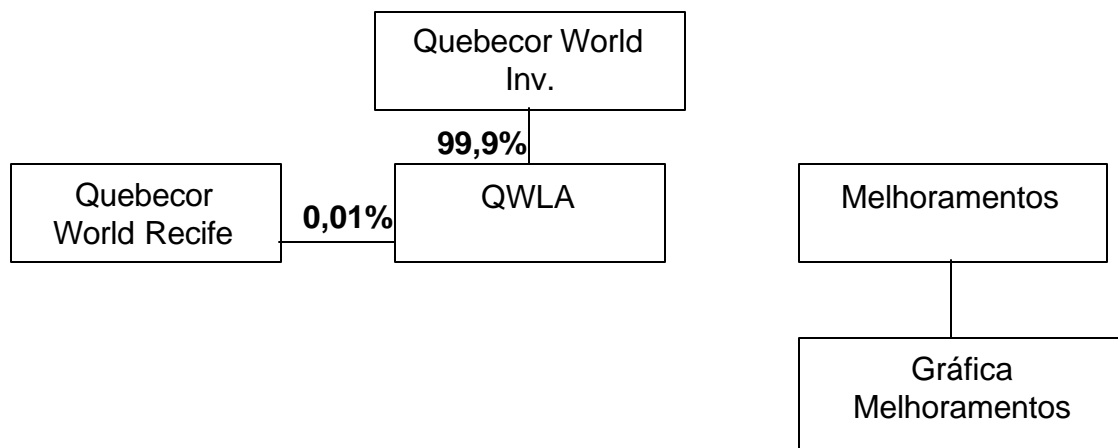 Quebecor World
Inv.
99,9%
Quebecor
World Recife
0,01%
QWLA
Melhoramentos
Gráfica
Melhoramentos